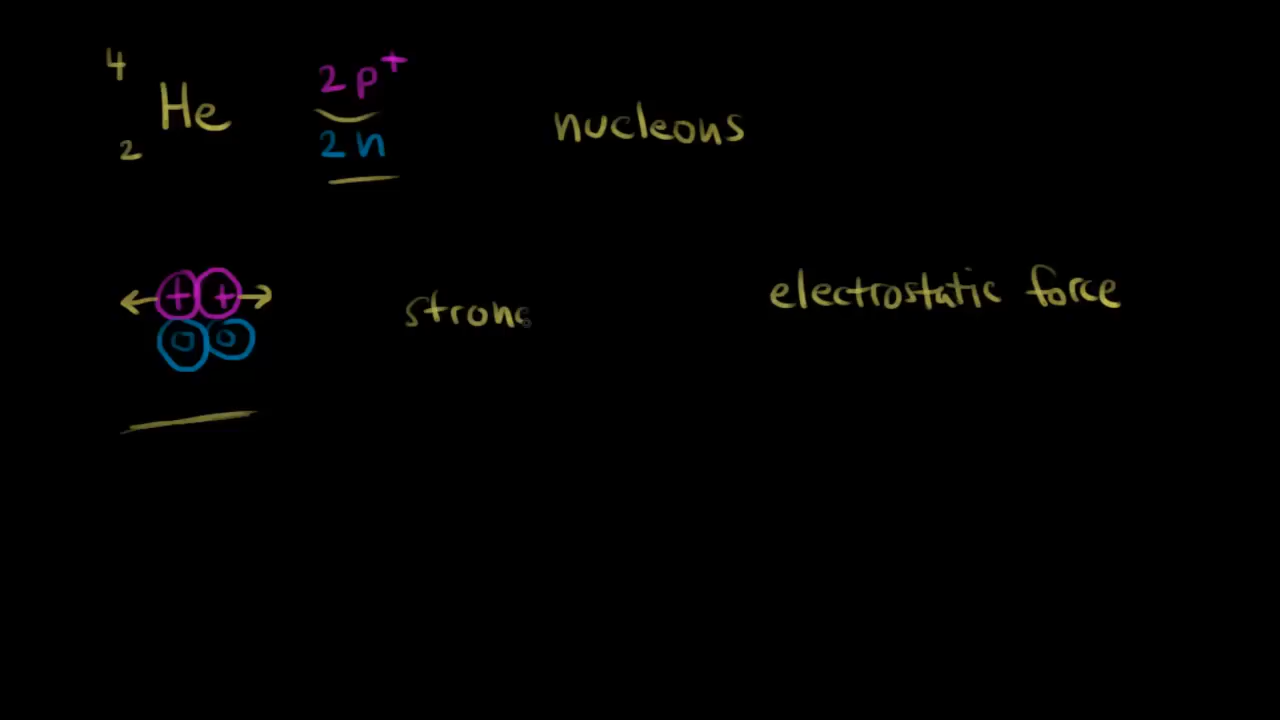 4
2 He
2p+
2n
nucleons
+ +
strong
electrostatic force